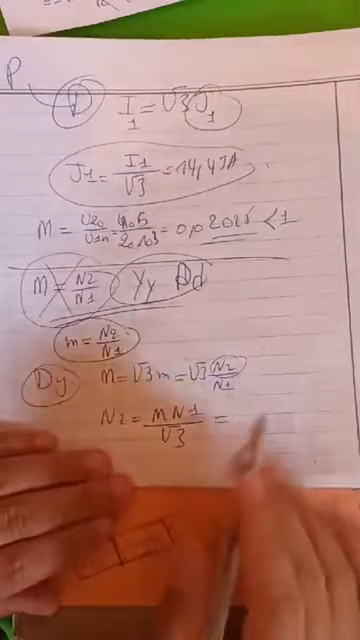 P
D I1 = √3 J1
J1 = I1/√3 = 14,43A
M = U20/U1n = 405/20.10³ = 0,02025 < 1
M = N2/N1 Yy Dd
m = N2/N1
Dy M = √3 m = √3 N2/N1
N2 = M N1/√3 =